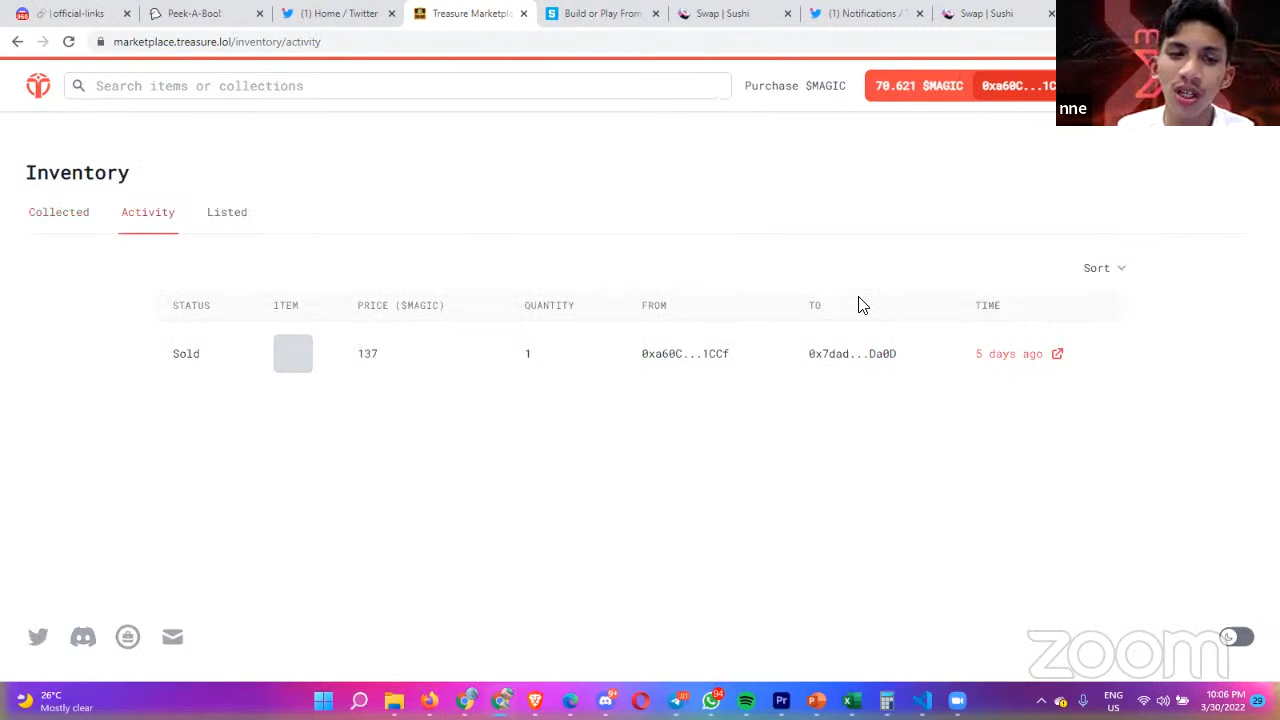 #official-links
Peek-A-Boo!
(1) Home / Twitter
Treasure Marketpla
Build or Play From
Swap | Sushi
(1) Notifications / T
Swap | Sushi
marketplace.treasure.lol/inventory/activity
Search items or collections
Purchase $MAGIC
70.621 $MAGIC
0xa60C...1C
nne
Inventory
Collected
Activity
Listed
Sort
STATUS ITEM PRICE ($MAGIC) QUANTITY FROM TO TIME
Sold 137 1 0xa60C...1CCf 0x7dad...Da0D 5 days ago
zoom
26°C
Mostly clear
94
ENG
US
10:06 PM
3/30/2022
29